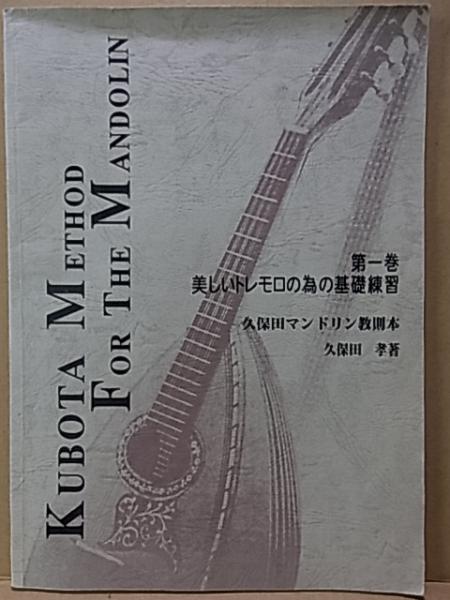 KUBOTA METHOD
FOR THE MANDOLIN
第一巻
美しいトレモロの為の基礎練習
久保田マンドリン教則本
久保田 孝著